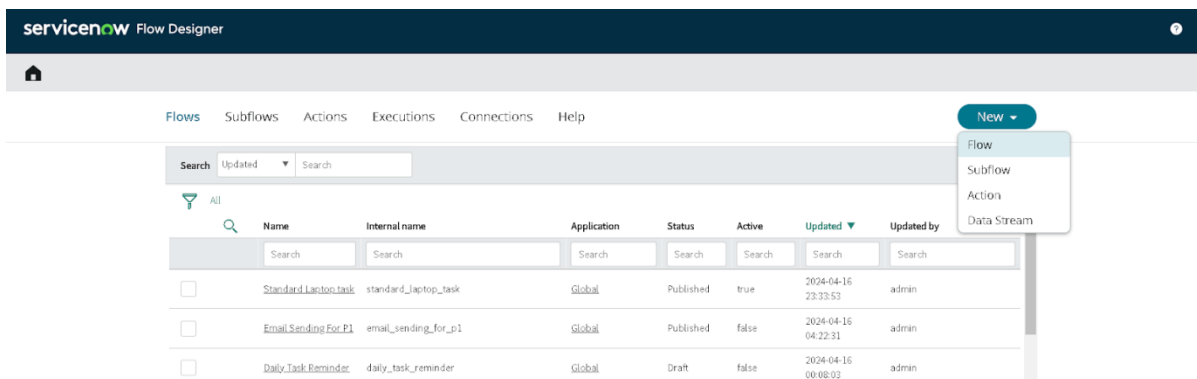 servicenow Flow Designer
?
Flows Subflows Actions Executions Connections Help New
Flow
Subflow
Action
Data Stream
Search Updated Search
All
Name Internal name Application Status Active Updated Updated by
Search Search Search Search Search Search Search
Standard Laptop task standard_laptop_task Global Published true 2024-04-16 23:33:53 admin
Email Sending For P1 email_sending_for_p1 Global Published false 2024-04-16 04:22:31 admin
Daily Task Reminder daily_task_reminder Global Draft false 2024-04-16 00:08:03 admin